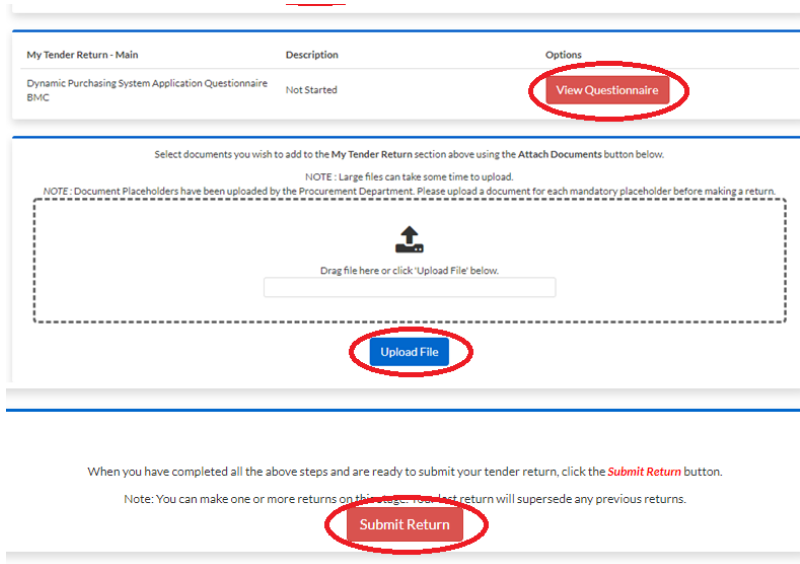 My Tender Return - Main Description Options
Dynamic Purchasing System Application Questionnaire
BMC
Not Started
View Questionnaire
Select documents you wish to add to the My Tender Return section above using the Attach Documents button below.
NOTE : Large files can take some time to upload.
NOTE : Document Placeholders have been uploaded by the Procurement Department. Please upload a document for each mandatory placeholder before making a return.
Drag file here or click 'Upload File' below.
Upload File
When you have completed all the above steps and are ready to submit your tender return, click the Submit Return button.
Note: You can make one or more returns on this stage. Your last return will supersede any previous returns.
Submit Return